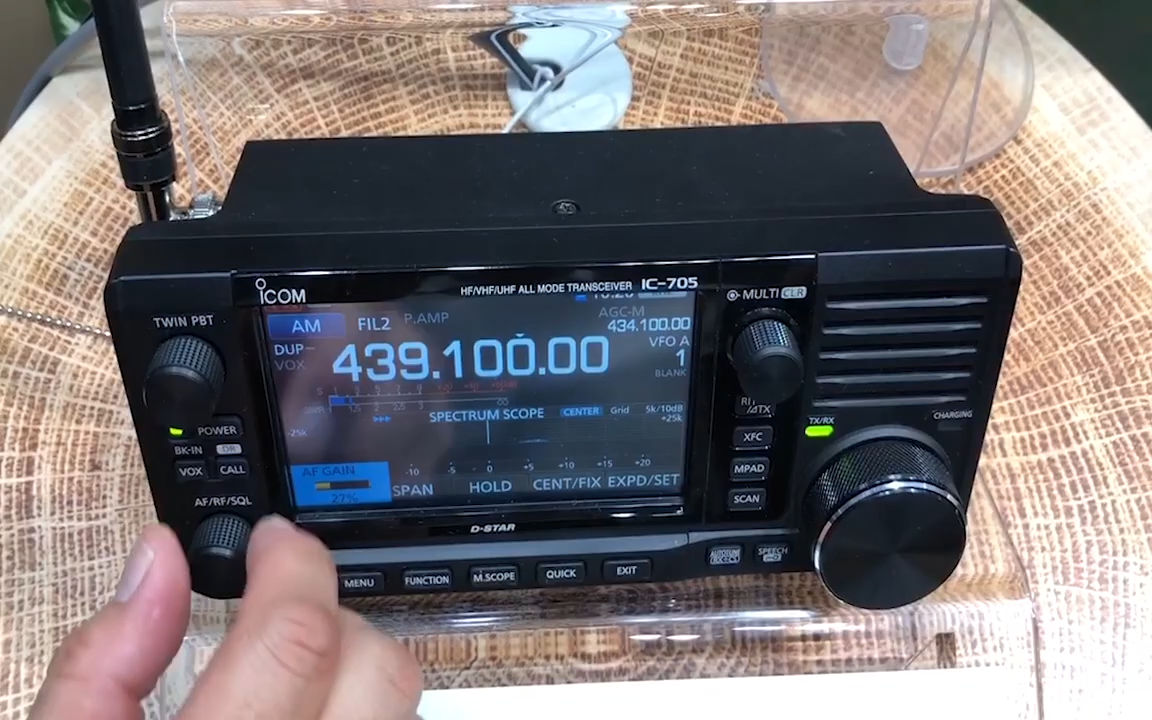 ICOM
HF/VHF/UHF ALL MODE TRANSCEIVER IC-705
TWIN PBT
MULTI CLR
AM FIL2 P.AMP
AGC-M
434.100.00
DUP-
VOX
439.100.00
VFO A
1
BLANK
SPECTRUM SCOPE CENTER Grid 5k/10dB
+25k
-25k
-10 -5 0 +5 +10 +15 +20
AF GAIN
27%
SPAN HOLD CENT/FIX EXPD/SET
POWER
BK-IN DR
VOX CALL
AF/RF/SQL
D-STAR
MENU FUNCTION M.SCOPE QUICK EXIT
XFC
MPAD
SCAN
TX/RX
CHARGING
AUTOTUNE
SPEECH